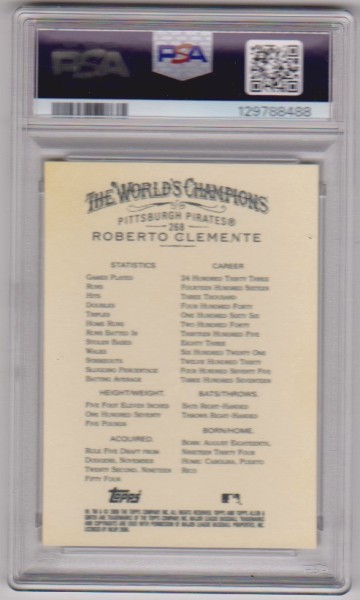 PSA
PSA
129788488
THE WORLD'S CHAMPIONS
PITTSBURGH PIRATES®
268
ROBERTO CLEMENTE
STATISTICS CAREER
GAMES PLAYED 24 HUNDRED THIRTY THREE
RUNS FOURTEEN HUNDRED SIXTEEN
HITS THREE THOUSAND
DOUBLES FOUR HUNDRED FORTY
TRIPLES ONE HUNDRED SIXTY SIX
HOME RUNS TWO HUNDRED FORTY
RUNS BATTED IN THIRTEEN HUNDRED FIVE
STOLEN BASES EIGHTY THREE
WALKS SIX HUNDRED TWENTY ONE
STRIKEOUTS TWELVE HUNDRED THIRTY
SLUGGING PERCENTAGE FOUR HUNDRED SEVENTY FIVE
BATTING AVERAGE THREE HUNDRED SEVENTEEN
HEIGHT/WEIGHT. BATS/THROWS.
FIVE FOOT ELEVEN INCHES BATS RIGHT-HANDED
ONE HUNDRED SEVENTY THROWS RIGHT-HANDED
FIVE POUNDS
ACQUIRED. BORN/HOME.
RULE FIVE DRAFT FROM BORN: AUGUST EIGHTEENTH,
DODGERS, NOVEMBER NINETEEN THIRTY FOUR
TWENTY SECOND, NINETEEN HOME: CAROLINA, PUERTO
FIFTY FOUR RICO
Topps